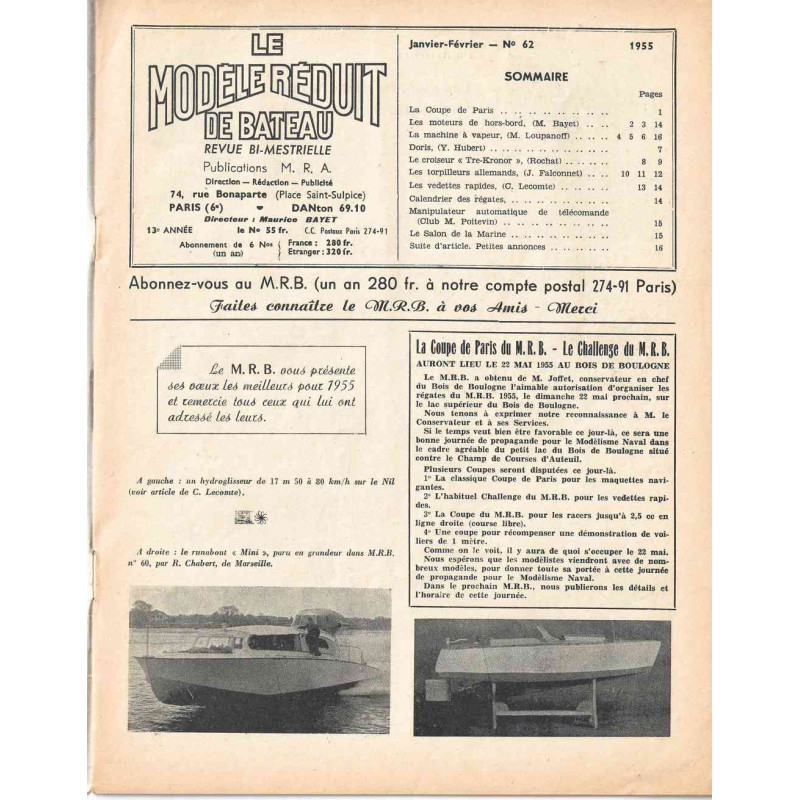 LE
MODÈLE RÉDUIT
DE BATEAU
REVUE BI-MESTRIELLE
Publications M. R. A.
Direction — Rédaction — Publicité
74, rue Bonaparte (Place Saint-Sulpice)
PARIS (6e) DANton 69.10
Directeur : Maurice BAYET
13e ANNÉE le No 55 fr. C.C. Postaux Paris 274-91
Abonnement de 6 Nos (un an) { France : 280 fr.
Etranger : 320 fr.
Janvier-Février — No 62 1955
SOMMAIRE
Pages
La Coupe de Paris .. .. .. .. .. .. .. .. 1
Les moteurs de hors-bord, (M. Bayet) .. .. 2 3 14
La machine à vapeur, (M. Loupanoff) .. .. .. 4 5 6 16
Doris, (Y. Hubert) .. .. .. .. .. .. .. .. 7
Le croiseur « Tre-Kronor », (Rochat) .. .. .. 8 9
Les torpilleurs allemands, (J. Falconnet) .. .. 10 11 12
Les vedettes rapides, (C. Lecomte) .. .. .. 13 14
Calendrier des régates, .. .. .. .. .. .. .. 14
Manipulateur automatique de télécommande
(Club M. Poitevin) .. .. .. .. .. .. .. 15
Le Salon de la Marine .. .. .. .. .. .. .. 15
Suite d'article. Petites annonces .. .. .. .. 16
Abonnez-vous au M.R.B. (un an 280 fr. à notre compte postal 274-91 Paris)
Faites connaître le M.R.B. à vos Amis - Merci
Le M.R.B. vous présente
ses vœux les meilleurs pour 1955
et remercie tous ceux qui lui ont
adressé les leurs.
A gauche : un hydroglisseur de 17 m 50 à 80 km/h sur le Nil
(voir article de C. Lecomte).
A droite : le runabout « Mini », paru en grandeur dans M.R.B.
n° 60, par R. Chabert, de Marseille.
La Coupe de Paris du M. R. B. - Le Challenge du M. R. B.
AURONT LIEU LE 22 MAI 1955 AU BOIS DE BOULOGNE
Le M.R.B. a obtenu de M. Joffet, conservateur en chef
du Bois de Boulogne l'aimable autorisation d'organiser les
régates du M.R.B. 1955, le dimanche 22 mai prochain, sur
le lac supérieur du Bois de Boulogne.
Nous tenons à exprimer notre reconnaissance à M. le
Conservateur et à ses Services.
Si le temps veut bien être favorable ce jour-là, ce sera une
bonne journée de propagande pour le Modèlisme Naval dans
le cadre agréable du petit lac du Bois de Boulogne situé
contre le Champ de Courses d'Auteuil.
Plusieurs Coupes seront disputées ce jour-là.
1° La classique Coupe de Paris pour les maquettes navi-
gantes.
2° L'habituel Challenge du M.R.B. pour les vedettes rapi-
des.
3° La Coupe du M.R.B. pour les racers jusqu'à 2,5 cc en
ligne droite (course libre).
4° Une coupe pour récompenser une démonstration de voi-
liers de 1 mètre.
Comme on le voit, il y aura de quoi s'occuper le 22 mai.
Nous espérons que les modèlistes viendront avec de nom-
breux modèles, pour donner toute sa portée à cette journée
de propagande pour le Modèlisme Naval.
Dans le prochain M.R.B., nous publierons les détails et
l'horaire de cette journée.